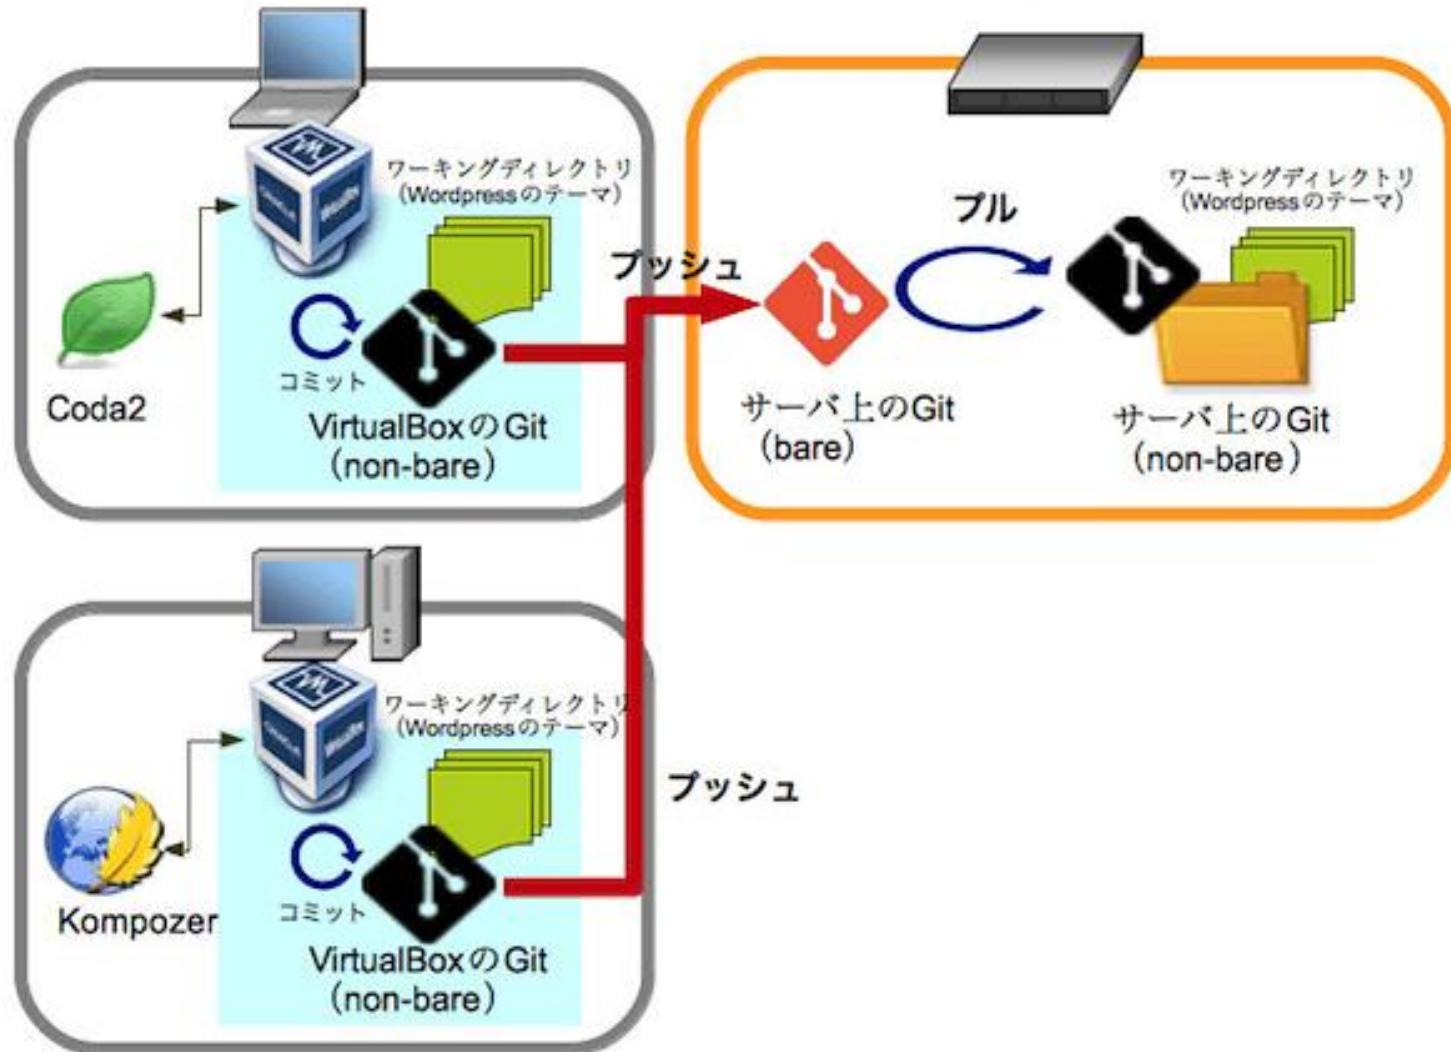 ワーキングディレクトリ
(Wordpressのテーマ)
コミット
Coda2
VirtualBoxのGit
(non-bare)
プッシュ
プル
ワーキングディレクトリ
(Wordpressのテーマ)
サーバ上のGit
(bare)
サーバ上のGit
(non-bare)
ワーキングディレクトリ
(Wordpressのテーマ)
プッシュ
コミット
Kompozer
VirtualBoxのGit
(non-bare)